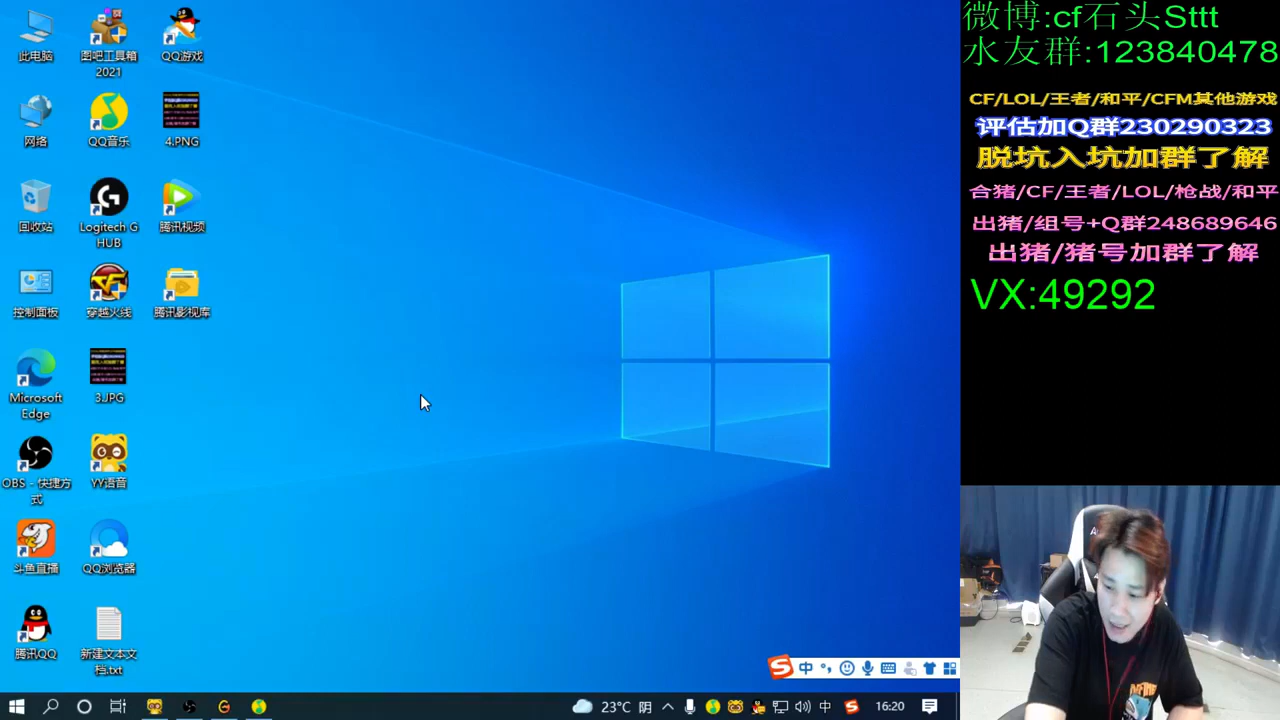 此电脑
图吧工具箱
2021
QQ游戏
网络
QQ音乐
4.PNG
回收站
Logitech G
HUB
腾讯视频
控制面板
穿越火线
腾讯影视库
Microsoft
Edge
3.JPG
OBS - 快捷方
式
YY语音
斗鱼直播
QQ浏览器
腾讯QQ
新建文本文
档.txt
中
23°C 阴
中
16:20
微博:cf石头Sttt
水友群:123840478
CF/LOL/王者/和平/CFM其他游戏
评估加Q群230290323
脱坑入坑加群了解
合猪/CF/王者/LOL/枪战/和平
出猪/组号+Q群248689646
出猪/猪号加群了解
VX:49292